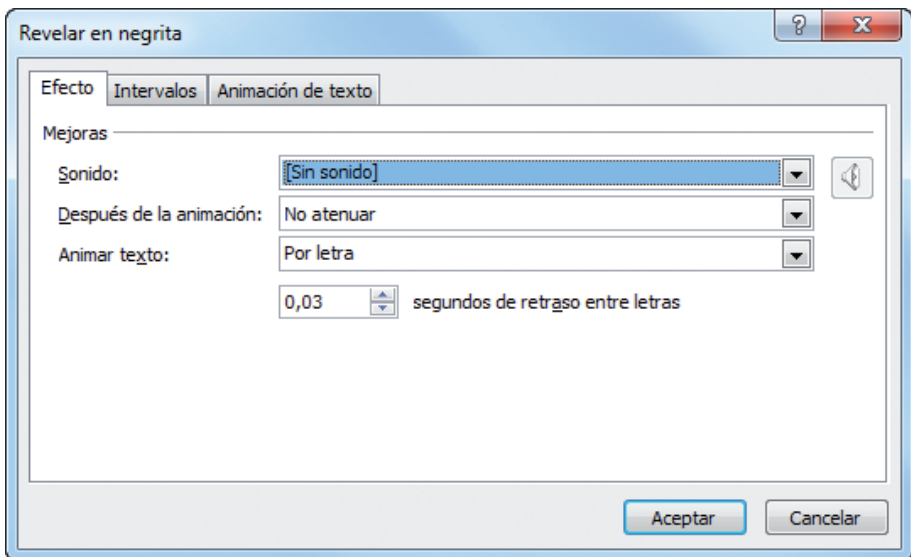 Revelar en negrita
Efecto Intervalos Animación de texto
Mejoras
Sonido: [Sin sonido]
Después de la animación: No atenuar
Animar texto: Por letra
0,03 segundos de retraso entre letras
Aceptar Cancelar